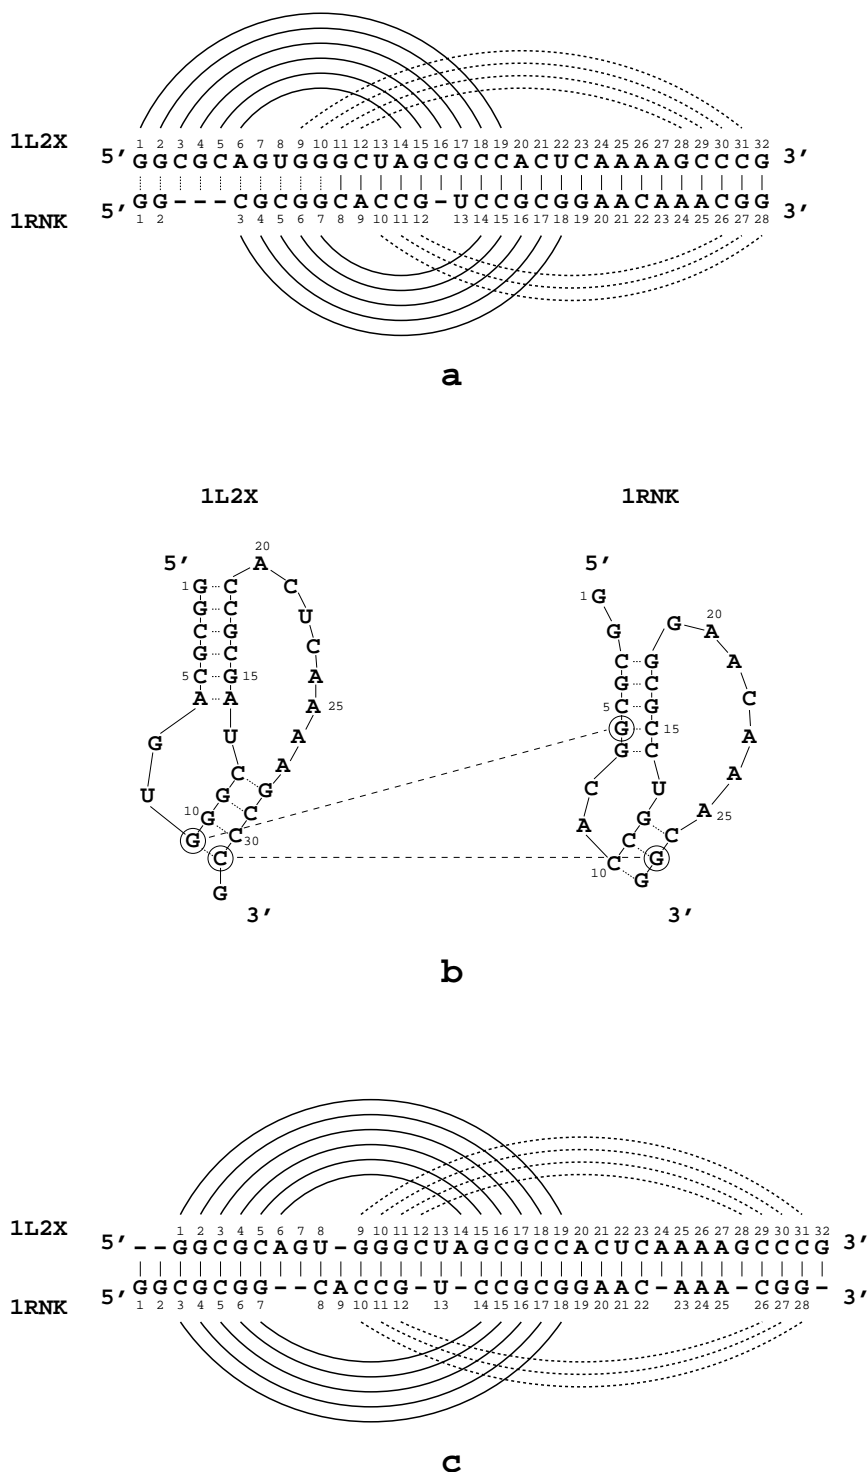 1 2 3 4 5 6 7 8 9 10 11 12 13 14 15 16 17 18 19 20 21 22 23 24 25 26 27 28 29 30 31 32
1L2X 5' GGCGCAGUGGGCUAGCGCCACUCAAAAGCCCG 3'
1RNK 5' GG---CGCGGCACCG-UCCGCGGAACAAACGG 3'
1 2 3 4 5 6 7 8 9 10 11 12 13 14 15 16 17 18 19 20 21 22 23 24 25 26 27 28
a
1L2X
5'
20
A
1 G C C
G C U
C G C
G C A
5 C G 15
A A A 25
G U A
U C A
G G
10 G C
G C 30
C
G
3'
1RNK
5'
1 G
G G A 20
C G A
G C C
5 C G
G C 15 A
G C A
C U A 25
A G C
C G
10 C G
3'
b
1 2 3 4 5 6 7 8 9 10 11 12 13 14 15 16 17 18 19 20 21 22 23 24 25 26 27 28 29 30 31 32
1L2X 5' --GGCGCAGU-GGGCUAGCGCCACUCAAAAGCCCG 3'
1RNK 5' GGCGCGG--CACCG-U-CCGCGGAAC-AAA-CGG- 3'
1 2 3 4 5 6 7 8 9 10 11 12 13 14 15 16 17 18 19 20 21 22 23 24 25 26 27 28
c